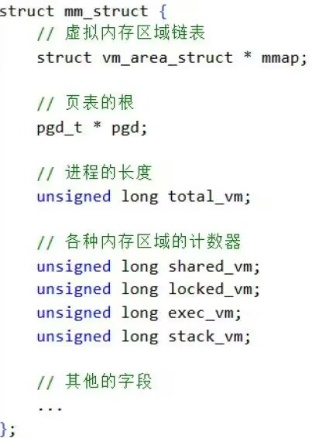 struct mm_struct {
// 虚拟内存区域链表
struct vm_area_struct * mmap;
// 页表的根
pgd_t * pgd;
// 进程的长度
unsigned long total_vm;
// 各种内存区域的计数器
unsigned long shared_vm;
unsigned long locked_vm;
unsigned long exec_vm;
unsigned long stack_vm;
// 其他的字段
...
};